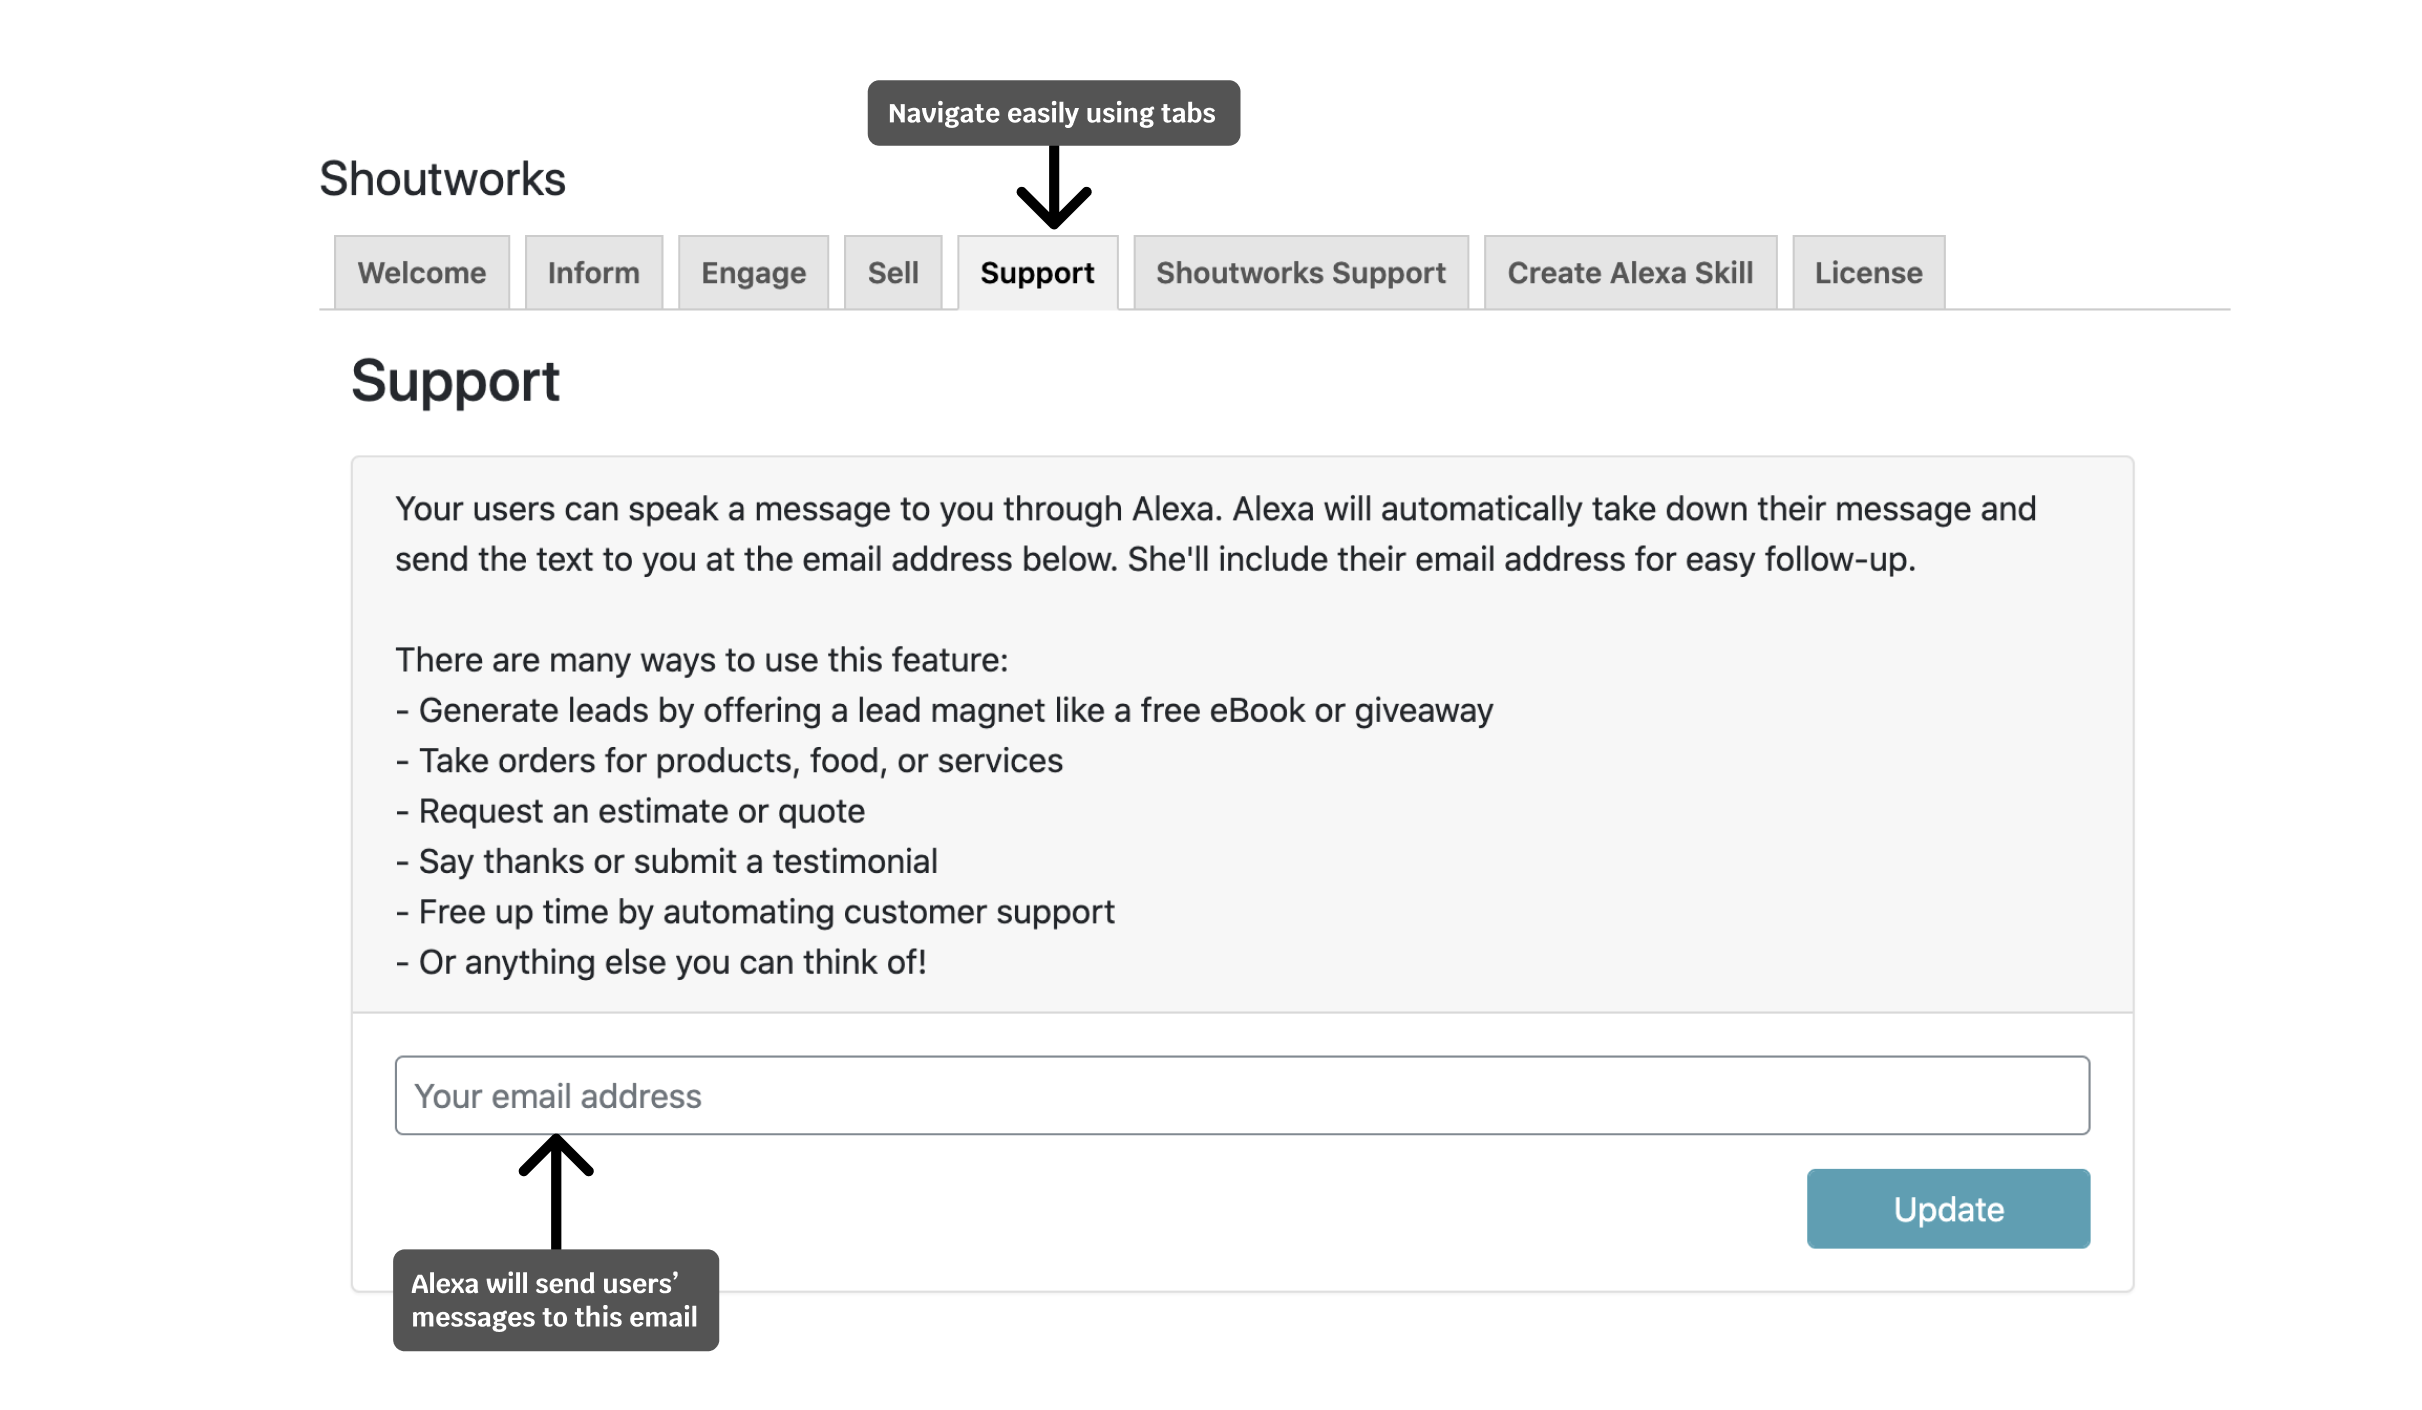 Navigate easily using tabs
Shoutworks
Welcome
Inform
Engage
Sell
Support
Shoutworks Support
Create Alexa Skill
License
Support
Your users can speak a message to you through Alexa. Alexa will automatically take down their message and
send the text to you at the email address below. She'll include their email address for easy follow-up.
There are many ways to use this feature:
- Generate leads by offering a lead magnet like a free eBook or giveaway
- Take orders for products, food, or services
- Request an estimate or quote
- Say thanks or submit a testimonial
- Free up time by automating customer support
- Or anything else you can think of!
Your email address
Update
Alexa will send users’
messages to this email